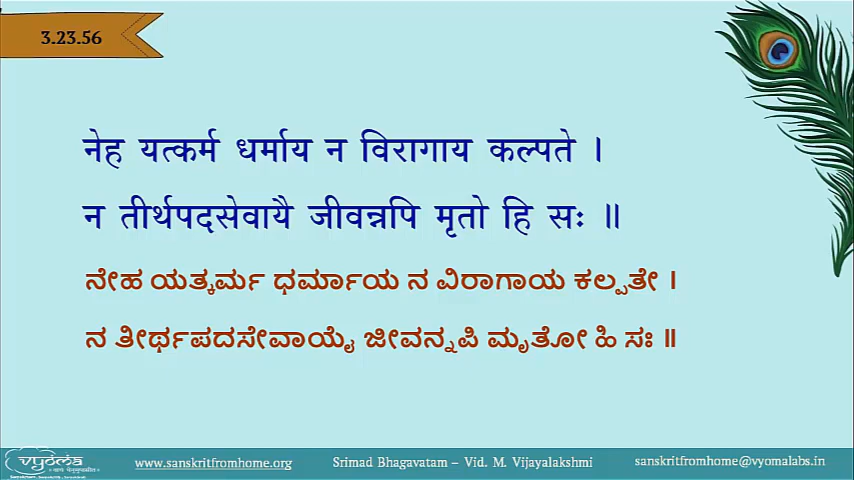 3.23.56
नेह यत्कर्म धर्माय न विरागाय कल्पते ।
न तीर्थपदसेवायै जीवन्नपि मृतो हि सः ॥
ನೇಹ ಯತ್ಕರ್ಮ ಧರ್ಮಾಯ ನ ವಿರಾಗಾಯ ಕಲ್ಪತೇ ।
ನ ತೀರ್ಥಪದಸೇವಾಯೈ ಜೀವನ್ನಪಿ ಮೃತೋ ಹಿ ಸಃ ॥
vyoma
www.sanskritfromhome.org Srimad Bhagavatam – Vid. M. Vijayalakshmi sanskritfromhome@vyomalabs.in